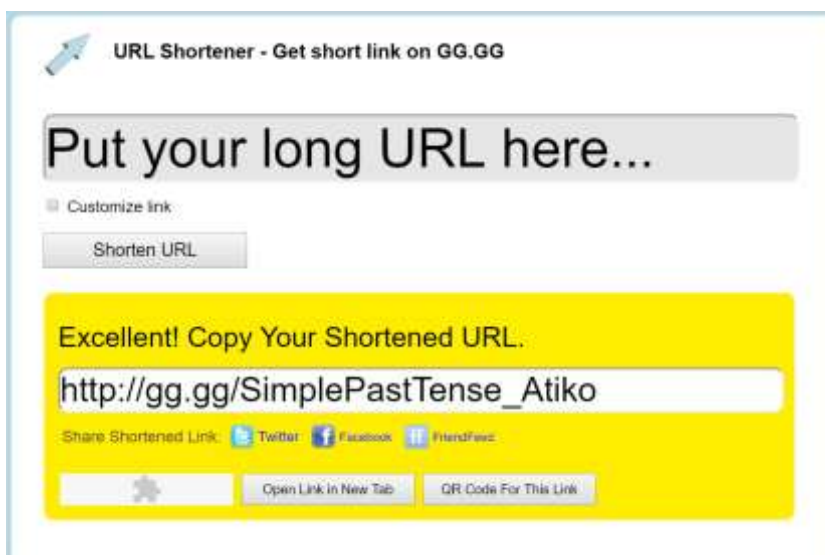 URL Shortener - Get short link on GG.GG
Put your long URL here...
Customize link
Shorten URL
Excellent! Copy Your Shortened URL.
http://gg.gg/SimplePastTense_Atiko
Share Shortened Link: Twitter Facebook FriendFeed
Open Link in New Tab QR Code For This Link